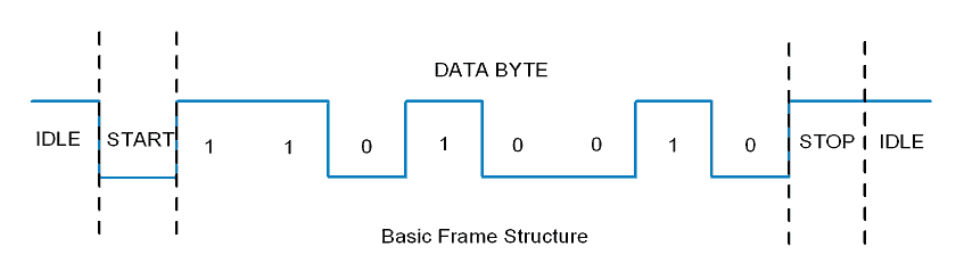 DATA BYTE
IDLE START 1 1 0 1 0 0 1 0 STOP IDLE
Basic Frame Structure